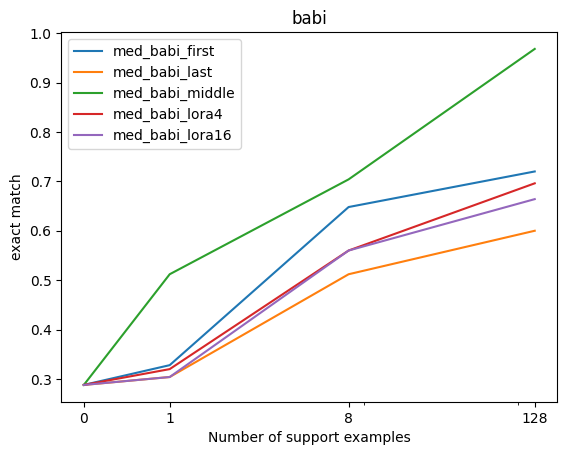 babi
med_babi_first
med_babi_last
med_babi_middle
med_babi_lora4
med_babi_lora16
exact match
1.0
0.9
0.8
0.7
0.6
0.5
0.4
0.3
0 1 8 128
Number of support examples